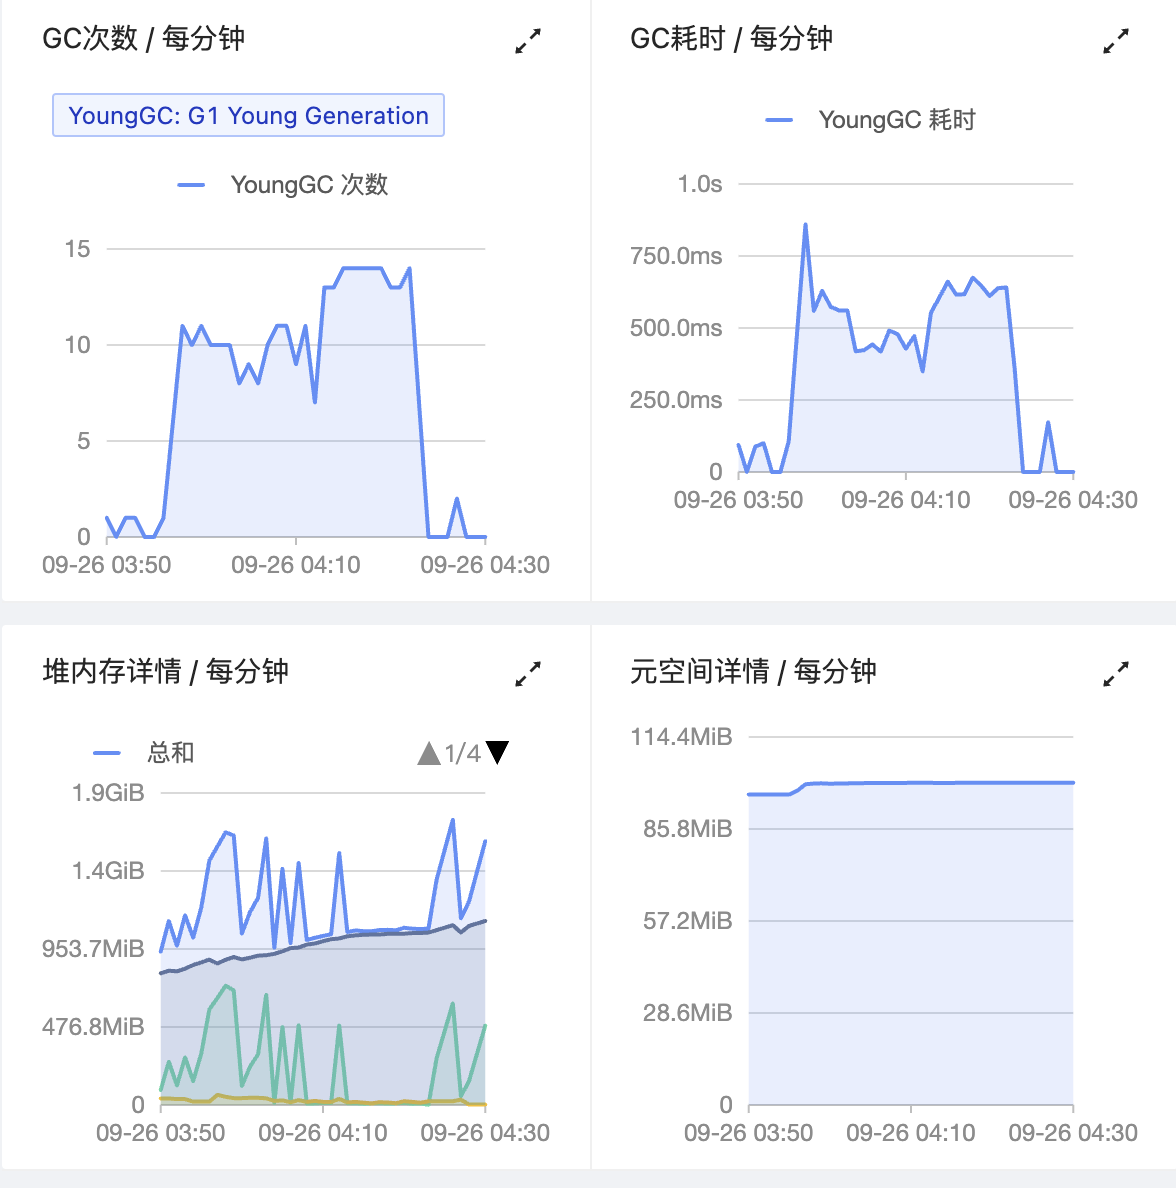 GC次数 / 每分钟
YoungGC: G1 Young Generation
YoungGC 次数
15
10
5
0
09-26 03:50
09-26 04:10
09-26 04:30
GC耗时 / 每分钟
YoungGC 耗时
1.0s
750.0ms
500.0ms
250.0ms
0
09-26 03:50
09-26 04:10
09-26 04:30
堆内存详情 / 每分钟
总和
1/4
1.9GiB
1.4GiB
953.7MiB
476.8MiB
0
09-26 03:50
09-26 04:10
09-26 04:30
元空间详情 / 每分钟
114.4MiB
85.8MiB
57.2MiB
28.6MiB
0
09-26 03:50
09-26 04:10
09-26 04:30